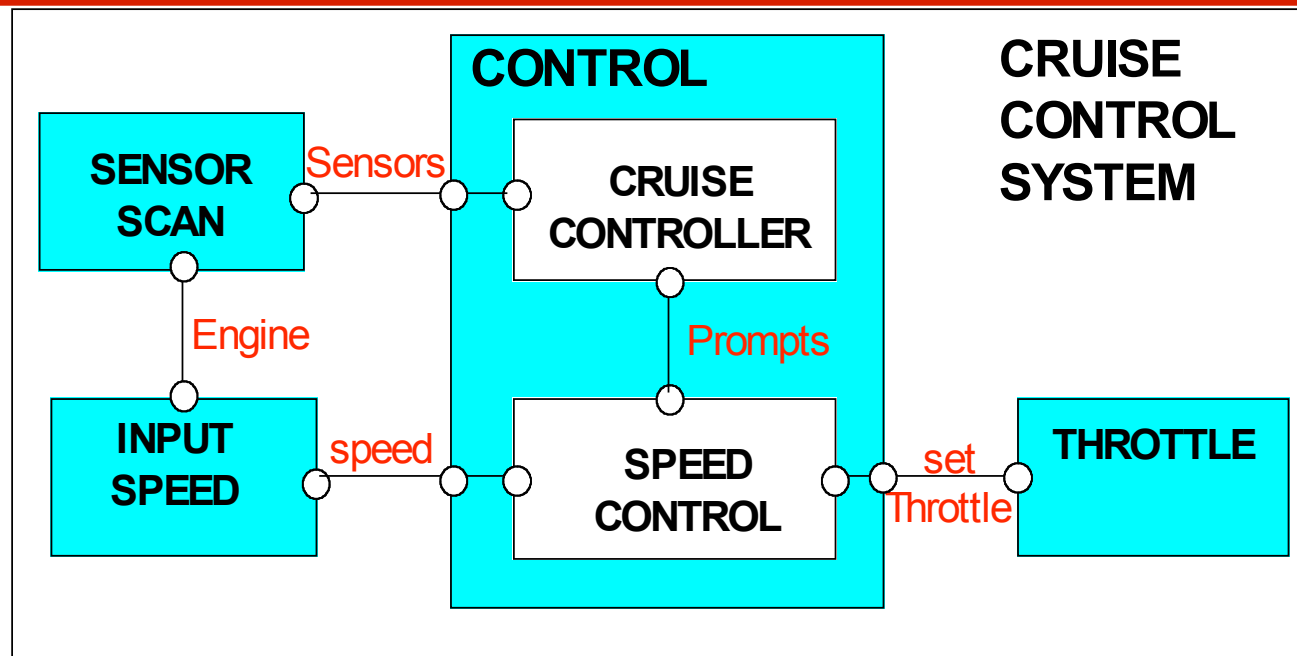 CONTROL
CRUISE
CONTROL
SYSTEM
SENSOR
SCAN
Sensors
CRUISE
CONTROLLER
Engine
Prompts
INPUT
SPEED
speed
SPEED
CONTROL
set
Throttle
THROTTLE